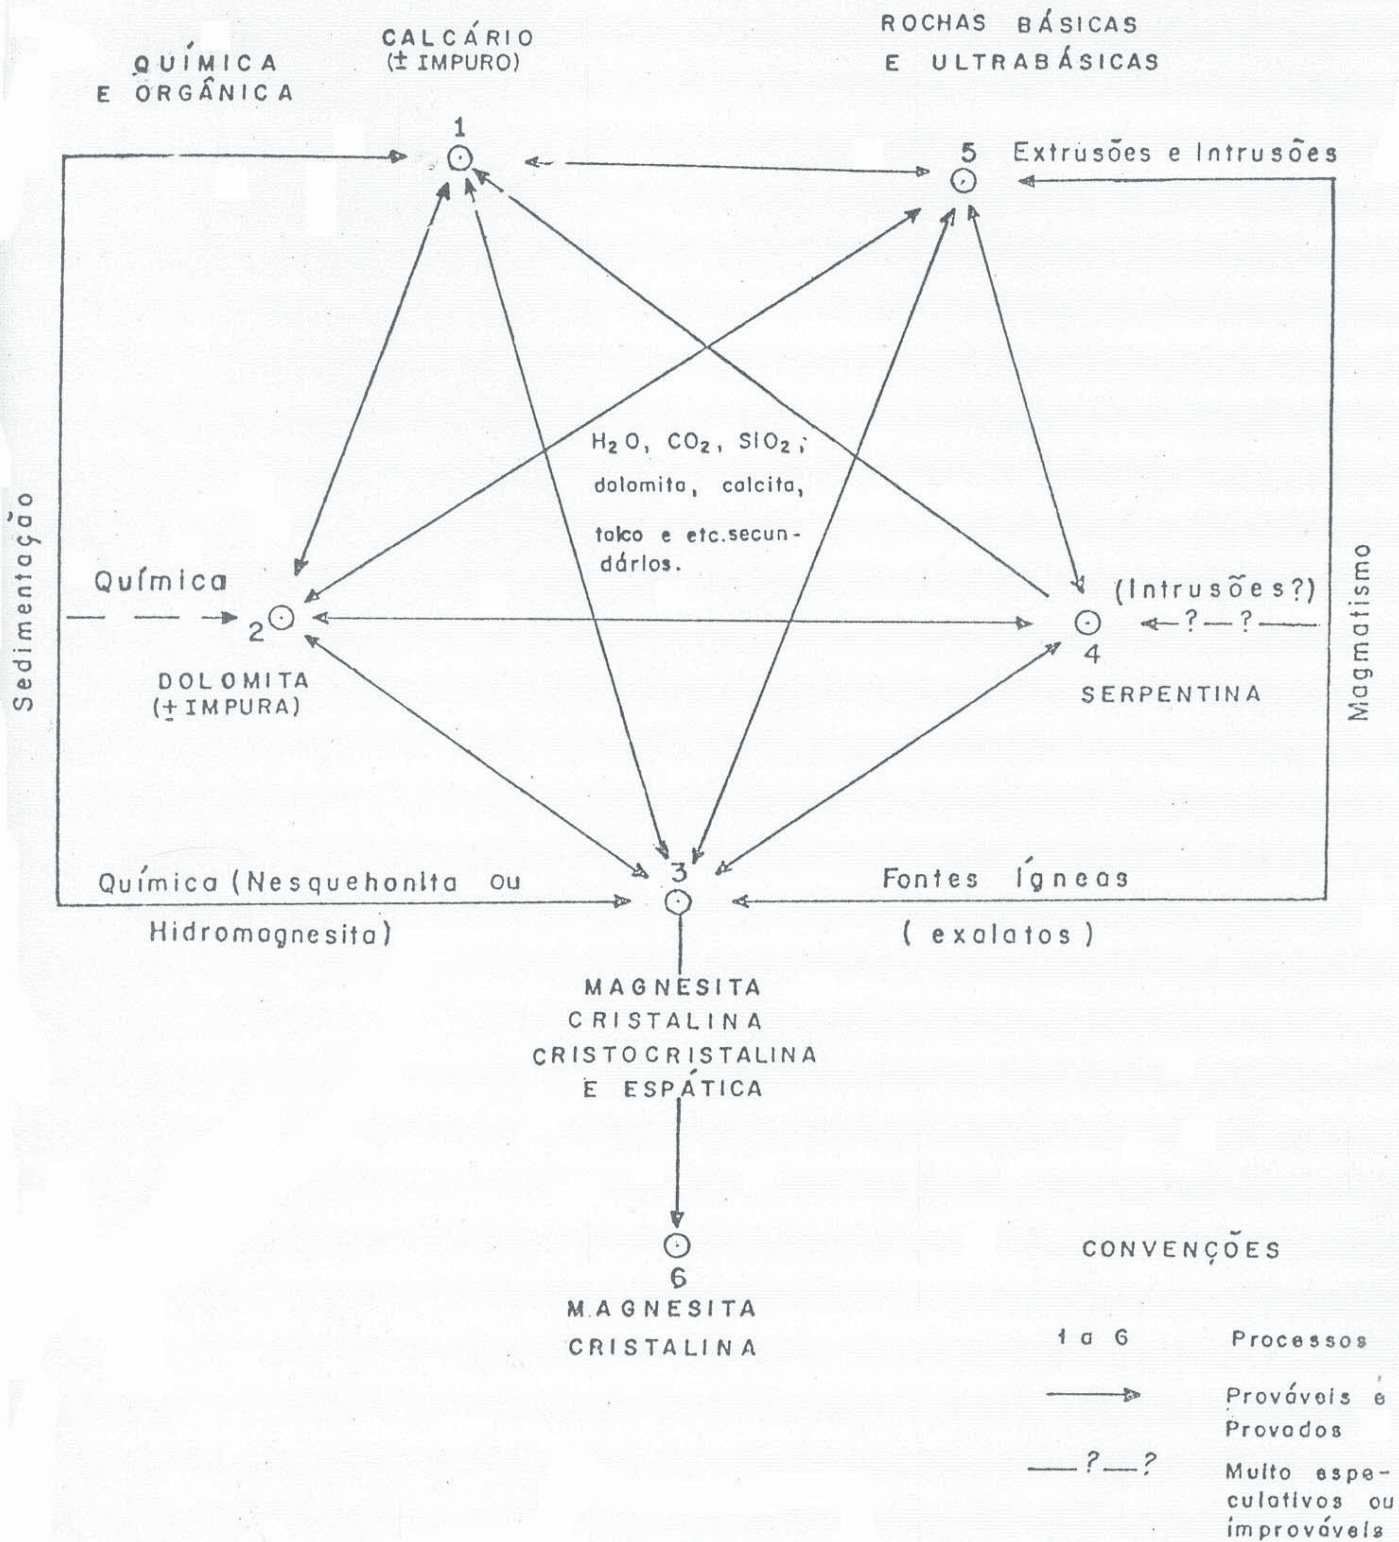 QUÍMICA
E ORGÂNICA
CALCÁRIO
(± IMPURO)
ROCHAS BÁSICAS
E ULTRABÁSICAS
1
5
Extrusões e Intrusões
H₂O, CO₂, SIO₂;
dolomita, calcita,
talco e etc.secun-
dários.
Sedimentação
Química
2
DOLOMITA
(± IMPURA)
(Intrusões?)
? ?
4
SERPENTINA
Magmatismo
3
Química (Nesquehonita ou
Hidromagnesita)
Fontes Ígneas
( exalatos )
MAGNESITA
CRISTALINA
CRISTOCRISTALINA
E ESPÁTICA
6
MAGNESITA
CRISTALINA
CONVENÇÕES
1 a 6 Processos
Prováveis e
Provados
? ? Muito espe-
culativos ou
improváveis